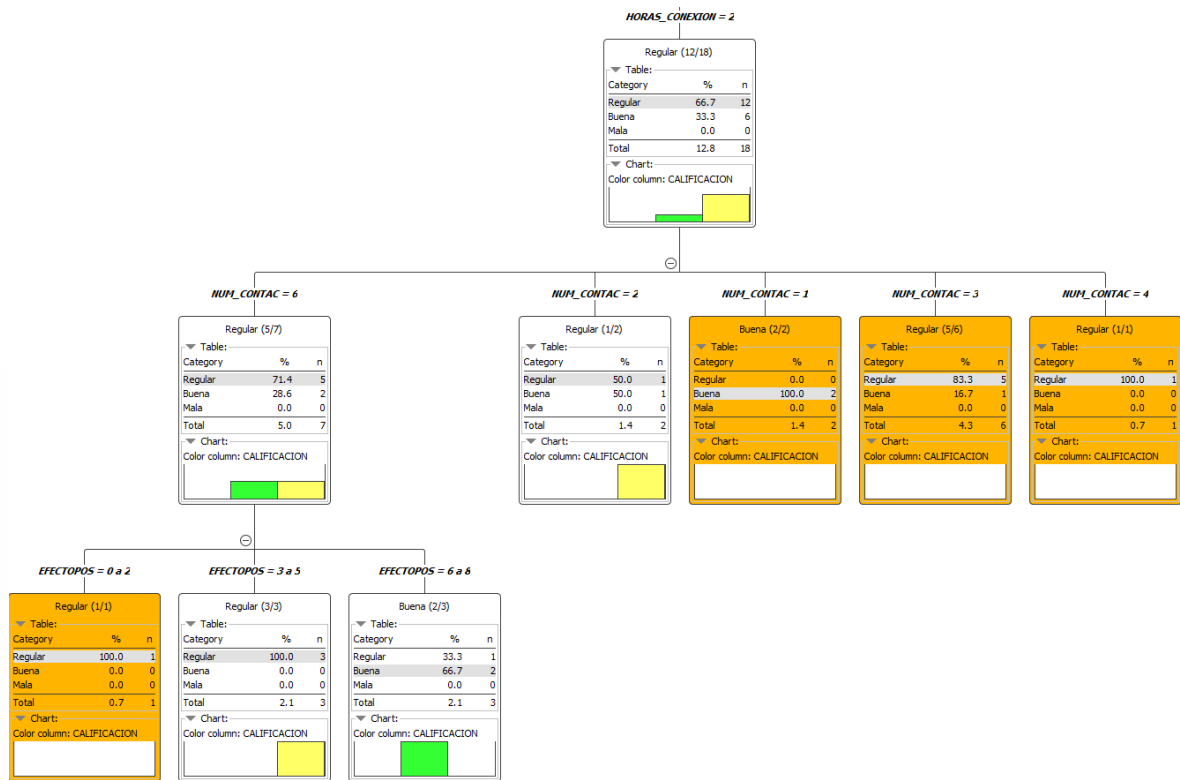 HORAS_CONEXION = 2
Regular (12/18)
Table:
Category % n
Regular 66.7 12
Buena 33.3 6
Mala 0.0 0
Total 12.8 18
Chart:
Color column: CALIFICACION
NUM_CONTAC = 6
Regular (5/7)
Table:
Category % n
Regular 71.4 5
Buena 28.6 2
Mala 0.0 0
Total 5.0 7
Chart:
Color column: CALIFICACION
NUM_CONTAC = 2
Regular (1/2)
Table:
Category % n
Regular 50.0 1
Buena 50.0 1
Mala 0.0 0
Total 1.4 2
Chart:
Color column: CALIFICACION
NUM_CONTAC = 1
Buena (2/2)
Table:
Category % n
Regular 0.0 0
Buena 100.0 2
Mala 0.0 0
Total 1.4 2
Chart:
Color column: CALIFICACION
NUM_CONTAC = 3
Regular (5/6)
Table:
Category % n
Regular 83.3 5
Buena 16.7 1
Mala 0.0 0
Total 4.3 6
Chart:
Color column: CALIFICACION
NUM_CONTAC = 4
Regular (1/1)
Table:
Category % n
Regular 100.0 1
Buena 0.0 0
Mala 0.0 0
Total 0.7 1
Chart:
Color column: CALIFICACION
EFECTOPOS = 0 a 2
Regular (1/1)
Table:
Category % n
Regular 100.0 1
Buena 0.0 0
Mala 0.0 0
Total 0.7 1
Chart:
Color column: CALIFICACION
EFECTOPOS = 3 a 5
Regular (3/3)
Table:
Category % n
Regular 100.0 3
Buena 0.0 0
Mala 0.0 0
Total 2.1 3
Chart:
Color column: CALIFICACION
EFECTOPOS = 6 a 8
Buena (2/3)
Table:
Category % n
Regular 33.3 1
Buena 66.7 2
Mala 0.0 0
Total 2.1 3
Chart:
Color column: CALIFICACION